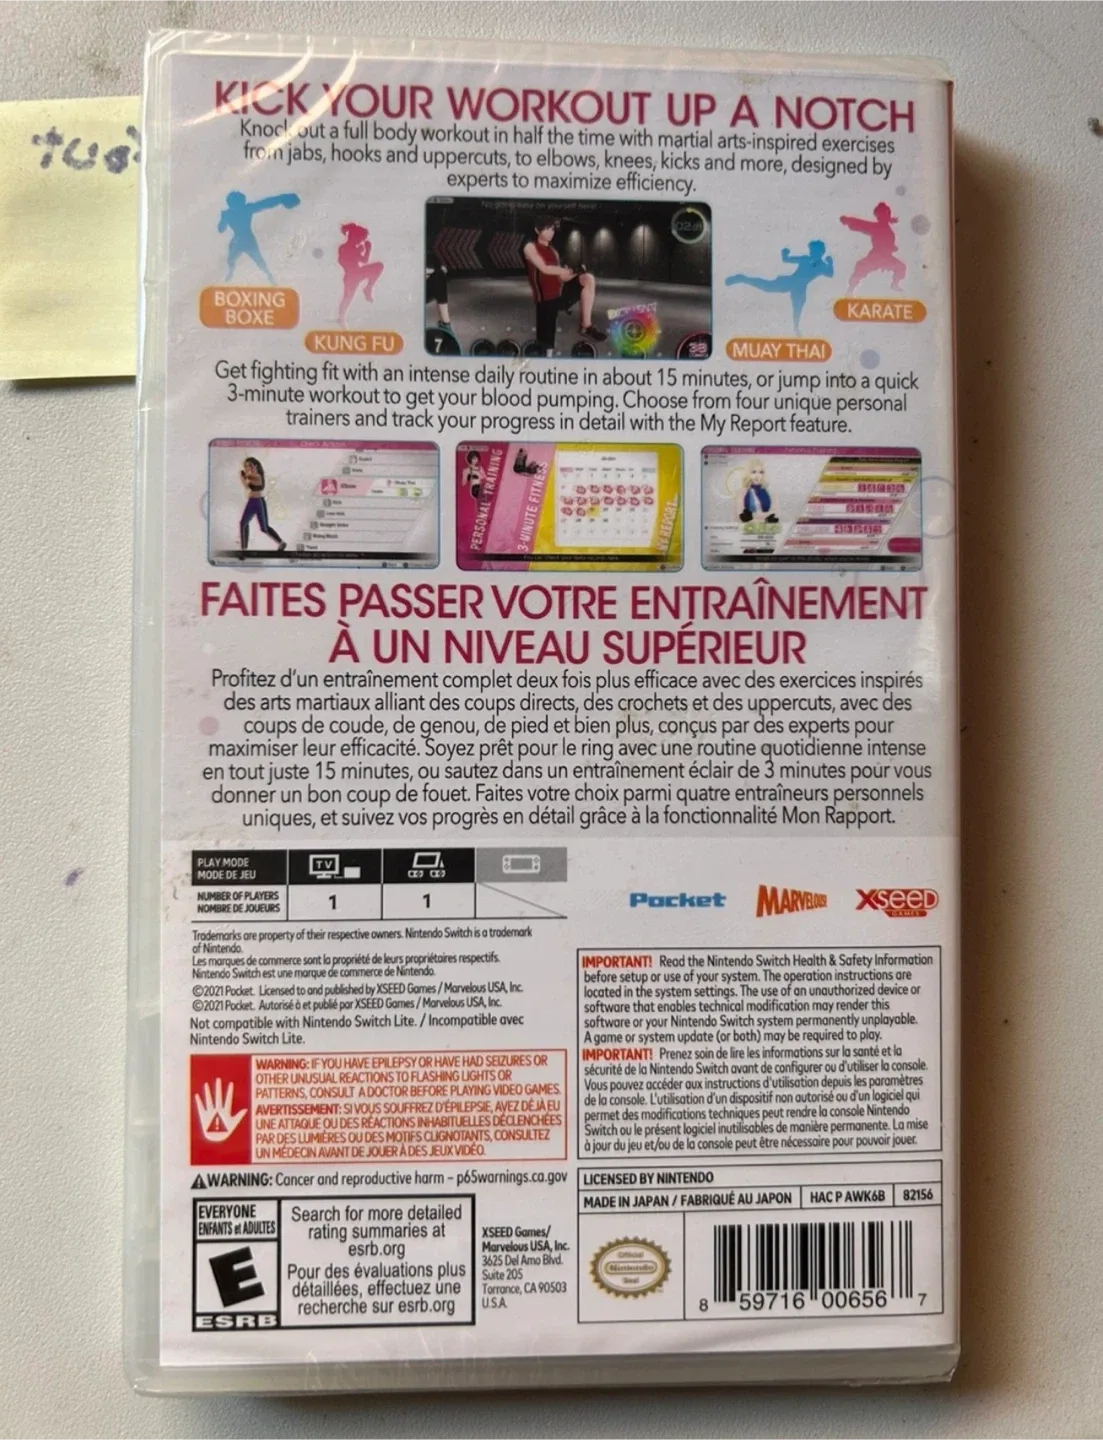 KICK YOUR WORKOUT UP A NOTCH
Knock out a full body workout in half the time with martial arts-inspired exercises
from jabs, hooks and uppercuts, to elbows, knees, kicks and more, designed by
experts to maximize efficiency.
BOXING
BOXE
KUNG FU
7
MUAY THAI
KARATE
Get fighting fit with an intense daily routine in about 15 minutes, or jump into a quick
3-minute workout to get your blood pumping. Choose from four unique personal
trainers and track your progress in detail with the My Report feature.
PERSONAL TRAINING
3-MINUTE FITNESS
MY REPORT
FAITES PASSER VOTRE ENTRAÎNEMENT
À UN NIVEAU SUPÉRIEUR
Profitez d'un entraînement complet deux fois plus efficace avec des exercices inspirés
des arts martiaux alliant des coups directs, des crochets et des uppercuts, avec des
coups de coude, de genou, de pied et bien plus, conçus par des experts pour
maximiser leur efficacité. Soyez prêt pour le ring avec une routine quotidienne intense
en tout juste 15 minutes, ou sautez dans un entraînement éclair de 3 minutes pour vous
donner un bon coup de fouet. Faites votre choix parmi quatre entraîneurs personnels
uniques, et suivez vos progrès en détail grâce à la fonctionnalité Mon Rapport.
PLAY MODE
MODE DE JEU
TV
NUMBER OF PLAYERS
NOMBRE DE JOUEURS
1
1
Pocket
MARVELOUS!
XSEED
GAMES
Trademarks are property of their respective owners. Nintendo Switch is a trademark
of Nintendo.
Les marques de commerce sont la propriété de leurs propriétaires respectifs.
Nintendo Switch est une marque de commerce de Nintendo.
©2021 Pocket. Licensed to and published by XSEED Games / Marvelous USA, Inc.
©2021 Pocket. Autorisé à et publié par XSEED Games / Marvelous USA, Inc.
Not compatible with Nintendo Switch Lite. / Incompatible avec
Nintendo Switch Lite.
WARNING: IF YOU HAVE EPILEPSY OR HAVE HAD SEIZURES OR
OTHER UNUSUAL REACTIONS TO FLASHING LIGHTS OR
PATTERNS, CONSULT A DOCTOR BEFORE PLAYING VIDEO GAMES.
AVERTISSEMENT: SI VOUS SOUFFREZ D'ÉPILEPSIE, AVEZ DÉJÀ EU
UNE ATTAQUE OU DES RÉACTIONS INHABITUELLES DÉCLENCHÉES
PAR DES LUMIÈRES OU DES MOTIFS CLIGNOTANTS, CONSULTEZ
UN MÉDECIN AVANT DE JOUER À DES JEUX VIDÉO.
WARNING: Cancer and reproductive harm – p65warnings.ca.gov
EVERYONE
ENFANTS et ADULTES
E
ESRB
Search for more detailed
rating summaries at
esrb.org
Pour des évaluations plus
détaillées, effectuez une
recherche sur esrb.org
XSEED Games/
Marvelous USA, Inc.
3625 Del Amo Blvd.
Suite 205
Torrance, CA 90503
U.S.A.
IMPORTANT! Read the Nintendo Switch Health & Safety Information
before setup or use of your system. The operation instructions are
located in the system settings. The use of an unauthorized device or
software that enables technical modification may render this
software or your Nintendo Switch system permanently unplayable.
A game or system update (or both) may be required to play.
IMPORTANT! Prenez soin de lire les informations sur la santé et la
sécurité de la Nintendo Switch avant de configurer ou d'utiliser la console.
Vous pouvez accéder aux instructions d'utilisation depuis les paramètres
de la console. L'utilisation d'un dispositif non autorisé ou d'un logiciel qui
permet des modifications techniques peut rendre la console Nintendo
Switch ou le présent logiciel inutilisables de manière permanente. La mise
à jour du jeu et/ou de la console peut être nécessaire pour pouvoir jouer.
LICENSED BY NINTENDO
MADE IN JAPAN / FABRIQUÉ AU JAPON
HAC P AWK6B
82156
Official
Nintendo
Seal
8 59716 00656 7